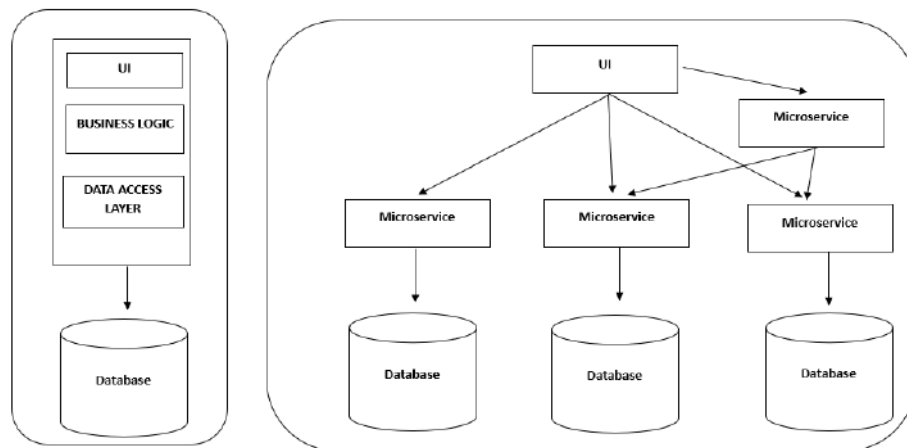 UI
BUSINESS LOGIC
DATA ACCESS
LAYER
Database
UI
Microservice
Microservice
Microservice
Microservice
Database
Database
Database